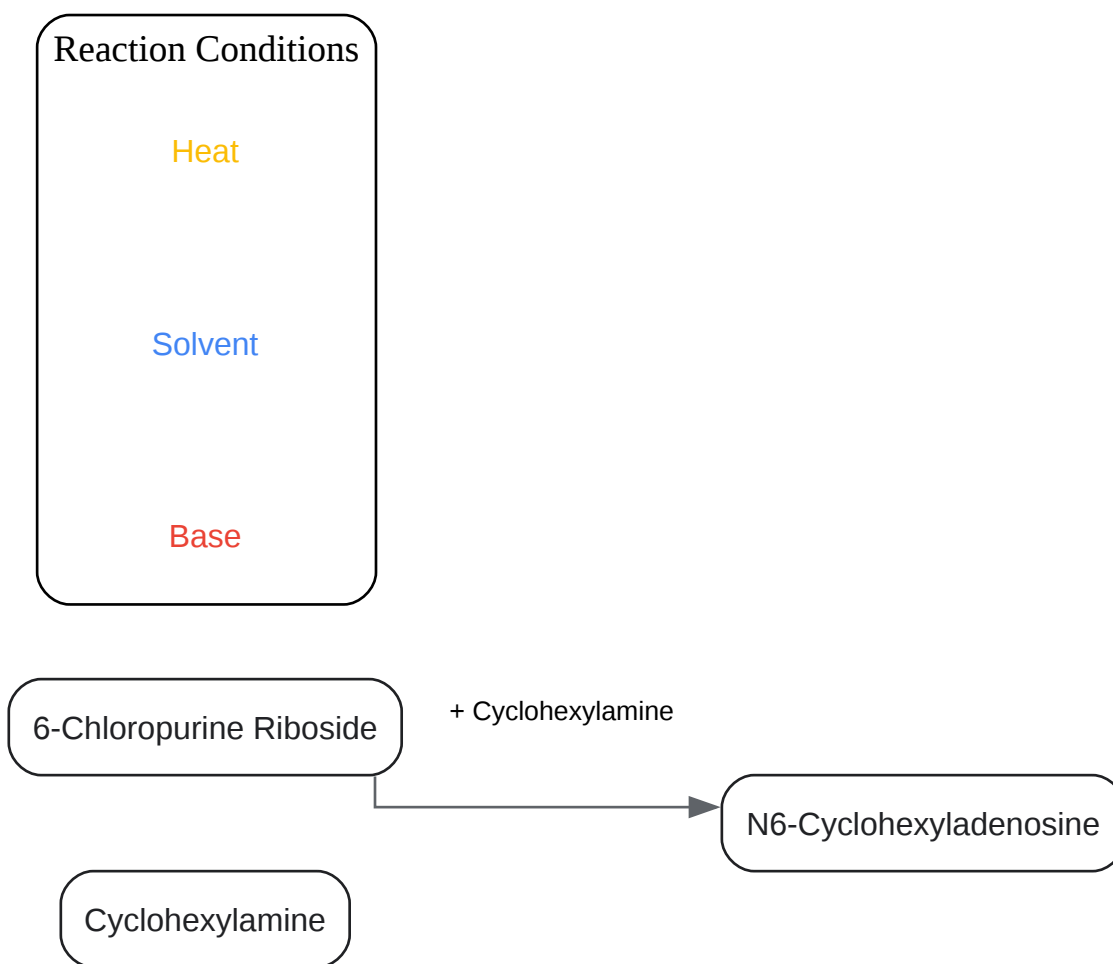 Reaction Conditions
Heat
Solvent
Base
6-Chloropurine Riboside
+ Cyclohexylamine
N6-Cyclohexyladenosine
Cyclohexylamine